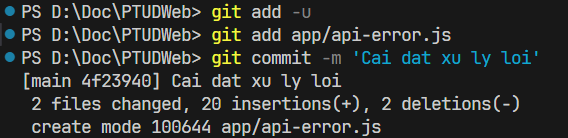 PS D:\Doc\PTUDWeb> git add -u
PS D:\Doc\PTUDWeb> git add app/api-error.js
PS D:\Doc\PTUDWeb> git commit -m 'Cai dat xu ly loi'
[main 4f23940] Cai dat xu ly loi
 2 files changed, 20 insertions(+), 2 deletions(-)
 create mode 100644 app/api-error.js